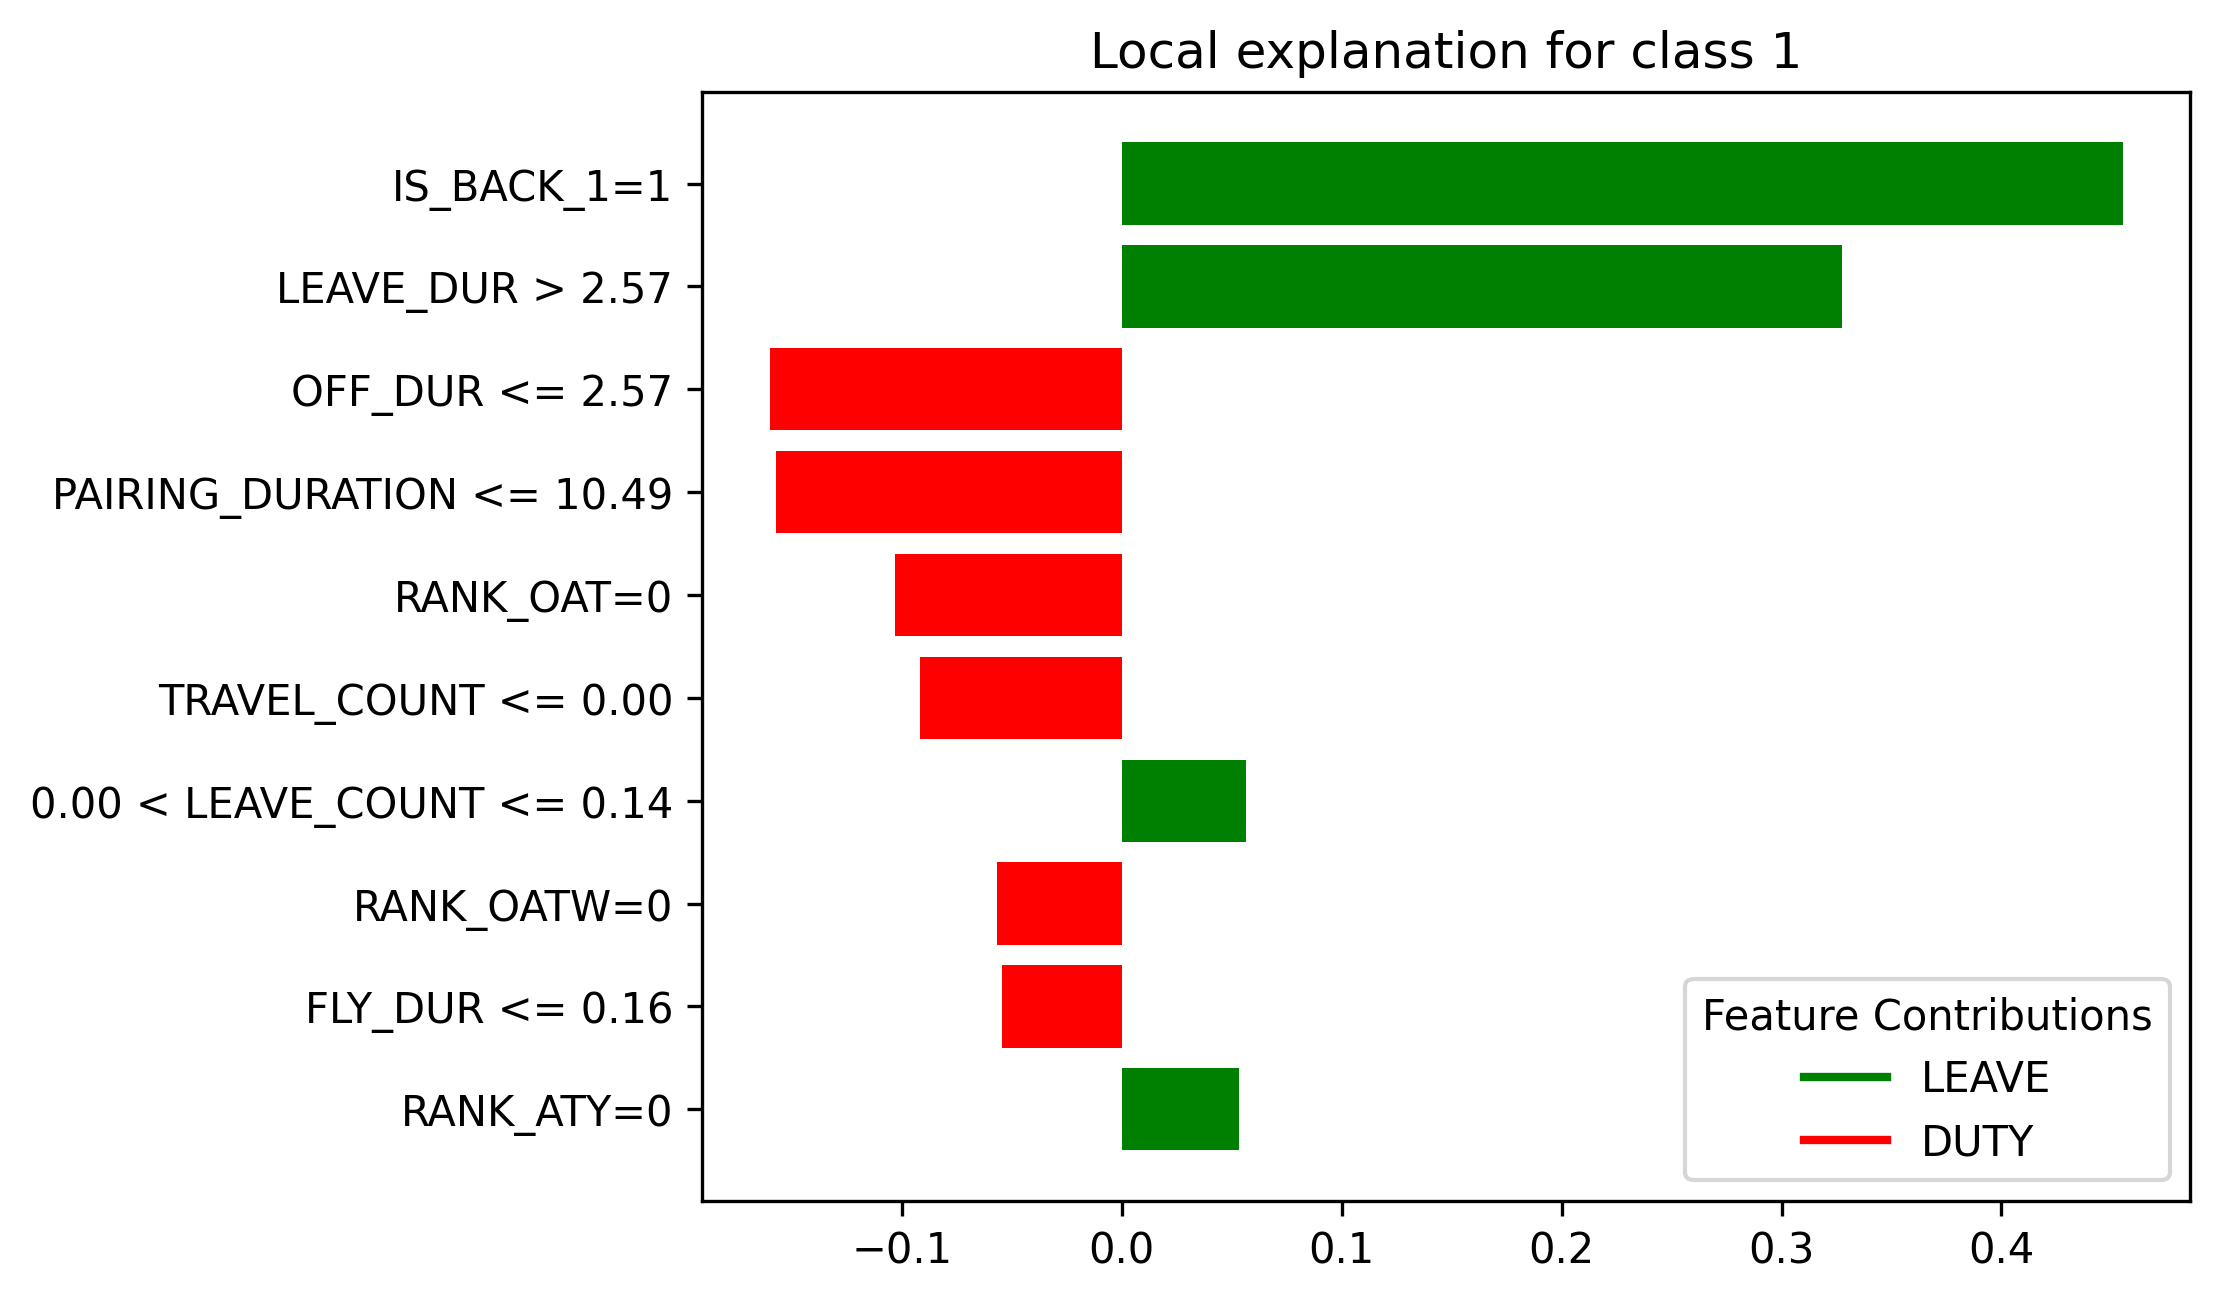 Local explanation for class 1
IS_BACK_1=1
LEAVE_DUR > 2.57
OFF_DUR <= 2.57
PAIRING_DURATION <= 10.49
RANK_OAT=0
TRAVEL_COUNT <= 0.00
0.00 < LEAVE_COUNT <= 0.14
RANK_OATW=0
FLY_DUR <= 0.16
RANK_ATY=0
Feature Contributions
LEAVE
DUTY
−0.1 0.0 0.1 0.2 0.3 0.4